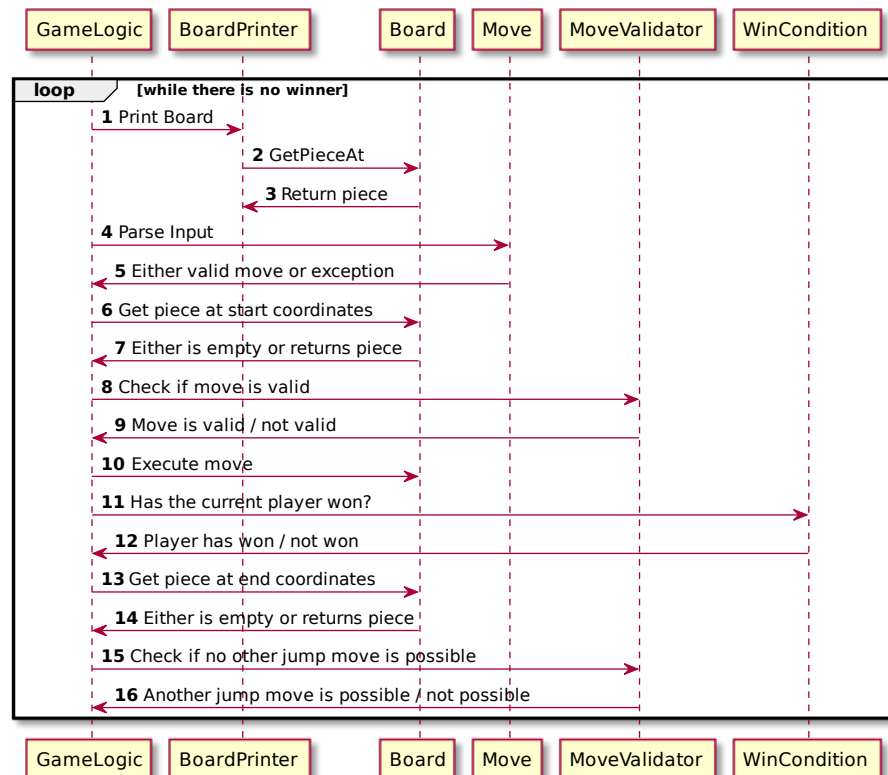 GameLogic BoardPrinter Board Move MoveValidator WinCondition
loop [while there is no winner]
1 Print Board
2 GetPieceAt
3 Return piece
4 Parse Input
5 Either valid move or exception
6 Get piece at start coordinates
7 Either is empty or returns piece
8 Check if move is valid
9 Move is valid / not valid
10 Execute move
11 Has the current player won?
12 Player has won / not won
13 Get piece at end coordinates
14 Either is empty or returns piece
15 Check if no other jump move is possible
16 Another jump move is possible / not possible
GameLogic BoardPrinter Board Move MoveValidator WinCondition